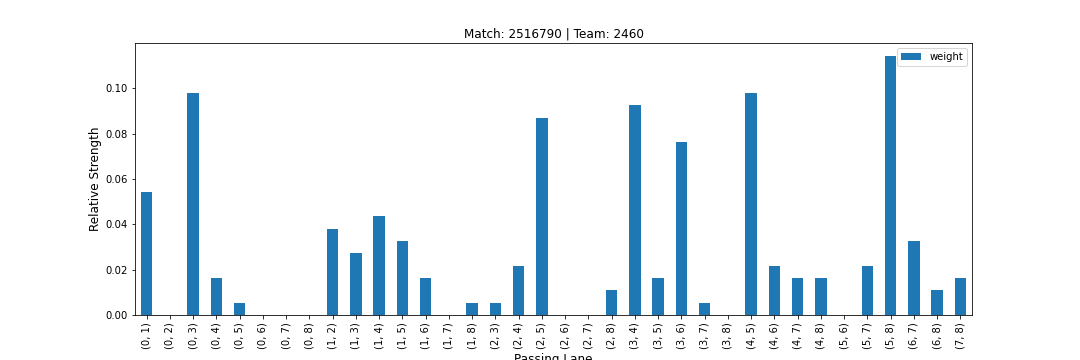 Match: 2516790 | Team: 2460
weight
Relative Strength
0.10
0.08
0.06
0.04
0.02
0.00
(0, 1) (0, 2) (0, 3) (0, 4) (0, 5) (0, 6) (0, 7) (0, 8) (1, 2) (1, 3) (1, 4) (1, 5) (1, 6) (1, 7) (1, 8) (2, 3) (2, 4) (2, 5) (2, 6) (2, 7) (2, 8) (3, 4) (3, 5) (3, 6) (3, 7) (3, 8) (4, 5) (4, 6) (4, 7) (4, 8) (5, 6) (5, 7) (5, 8) (6, 7) (6, 8) (7, 8)
Passing Lane